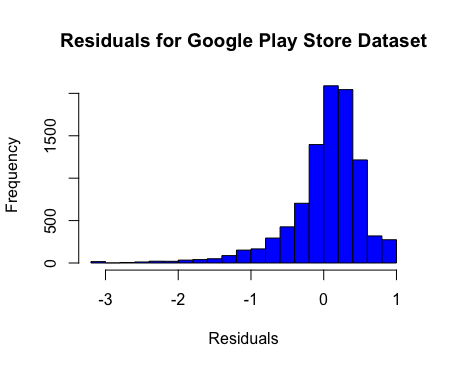 Residuals for Google Play Store Dataset
Frequency
1500
500
0
-3 -2 -1 0 1
Residuals